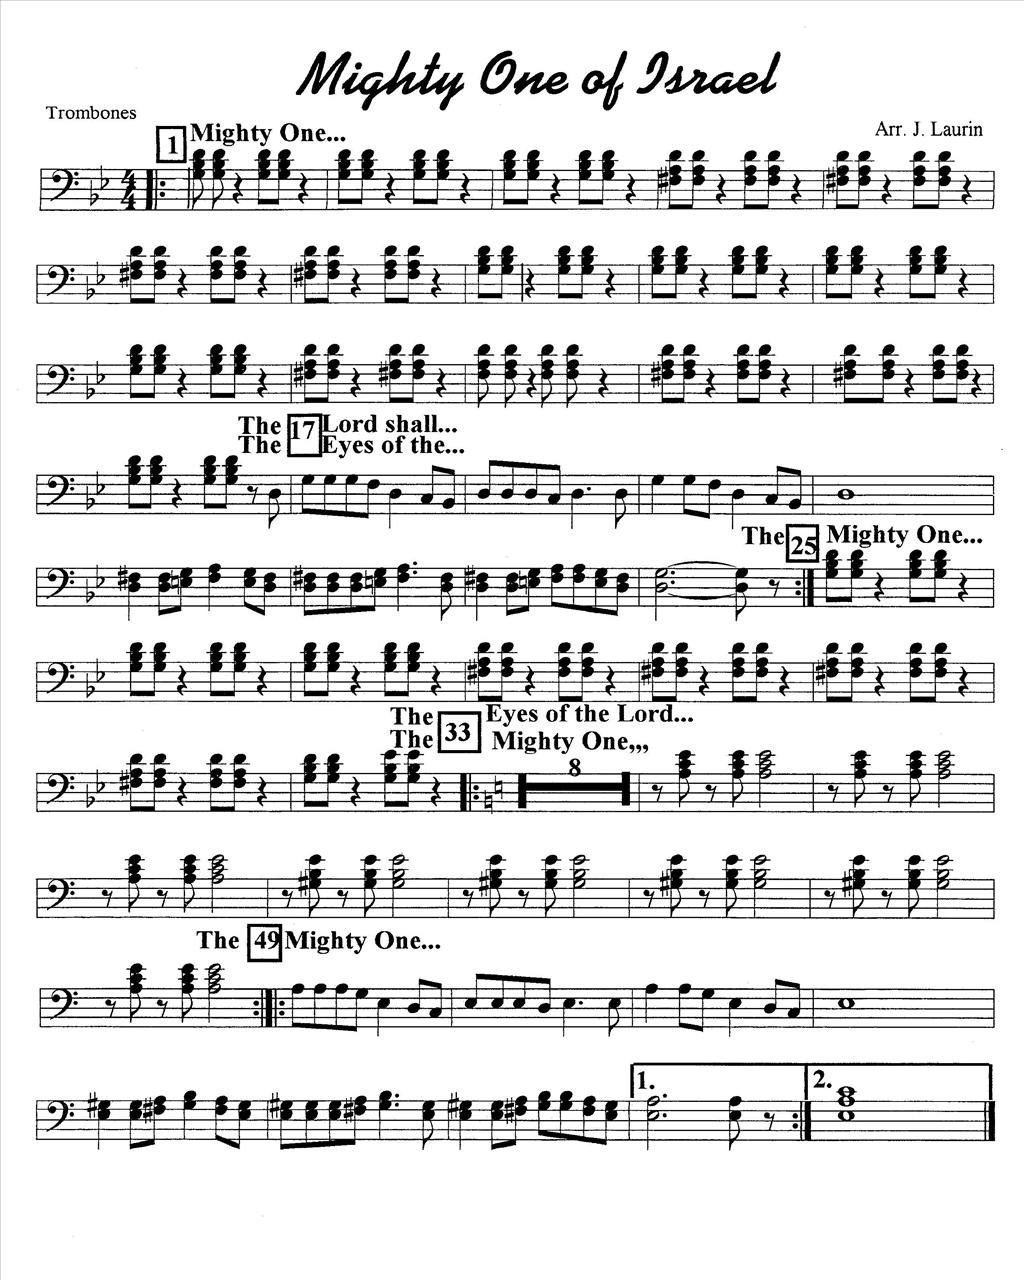 Mighty One of Israel
Trombones
Arr. J. Laurin
1 Mighty One...
The 17 Lord shall...
The Eyes of the...
The 25 Mighty One...
The 33 Eyes of the Lord...
The Mighty One,,,
8
The 49 Mighty One...
1. 2.